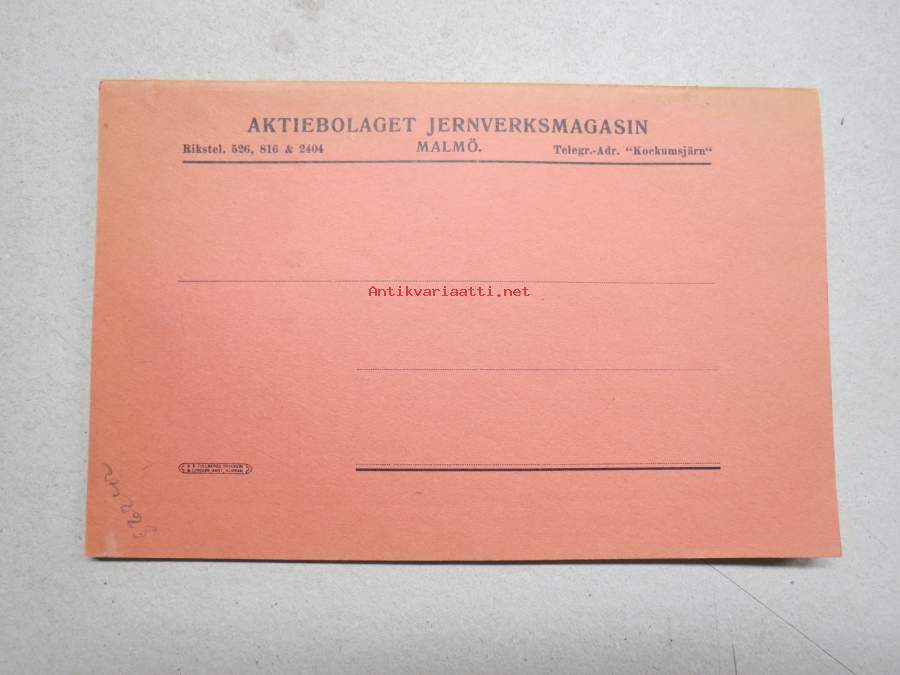 AKTIEBOLAGET JERNVERKSMAGASIN
Rikstel. 526, 816 & 2404 MALMÖ. Telegr.-Adr. “Kockumsjärn“
Antikvariaatti.net